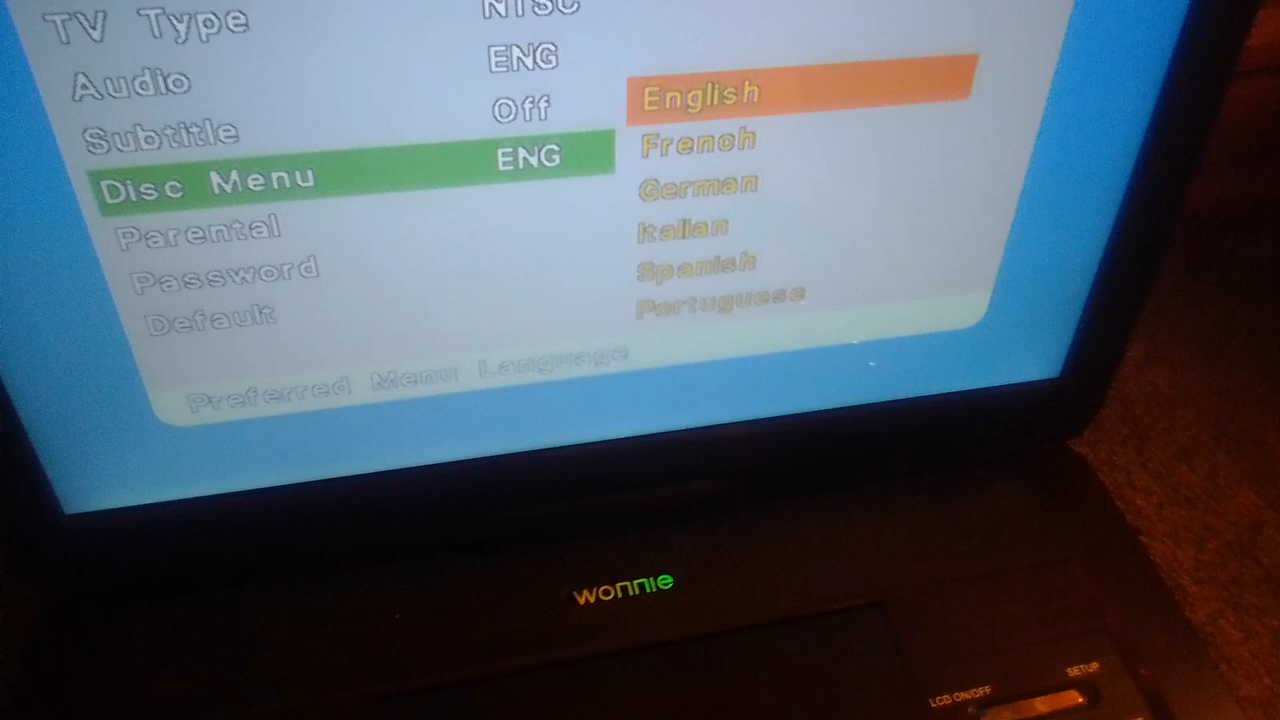 TV Type NTSC
Audio ENG
Subtitle Off
Disc Menu ENG
Parental
Password
Default
English
French
German
Italian
Spanish
Portuguese
Preferred Menu Language
wonnie
LCD ON/OFF SETUP